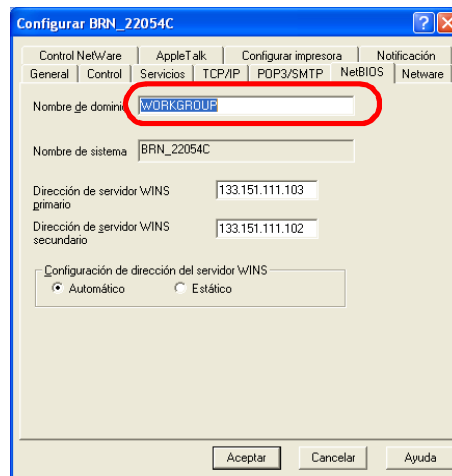 Configurar BRN_22054C
Control NetWare AppleTalk Configurar impresora Notificación
General Control Servicios TCP/IP POP3/SMTP NetBIOS Netware
Nombre de dominio WORKGROUP
Nombre de sistema BRN_22054C
Dirección de servidor WINS primario 133.151.111.103
Dirección de servidor WINS secundario 133.151.111.102
Configuración de dirección del servidor WINS
Automático Estático
Aceptar Cancelar Ayuda